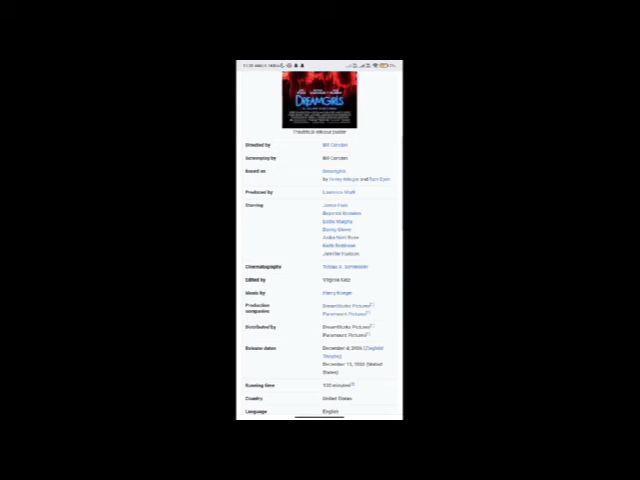 DREAMGIRLS
Theatrical release poster
Directed by Bill Condon
Screenplay by Bill Condon
Based on Dreamgirls
by Henry Krieger and Tom Eyen
Produced by Laurence Mark
Starring Jamie Foxx
Beyoncé Knowles
Eddie Murphy
Danny Glover
Anika Noni Rose
Keith Robinson
Jennifer Hudson
Cinematography Tobias A. Schliessler
Edited by Virginia Katz
Music by Henry Krieger
Production DreamWorks Pictures
companies Paramount Pictures
Distributed by DreamWorks Pictures
Paramount Pictures
Release dates December 4, 2006 (Ziegfeld
Theatre)
(United
States)
Running time minutes
Country United States
Language English